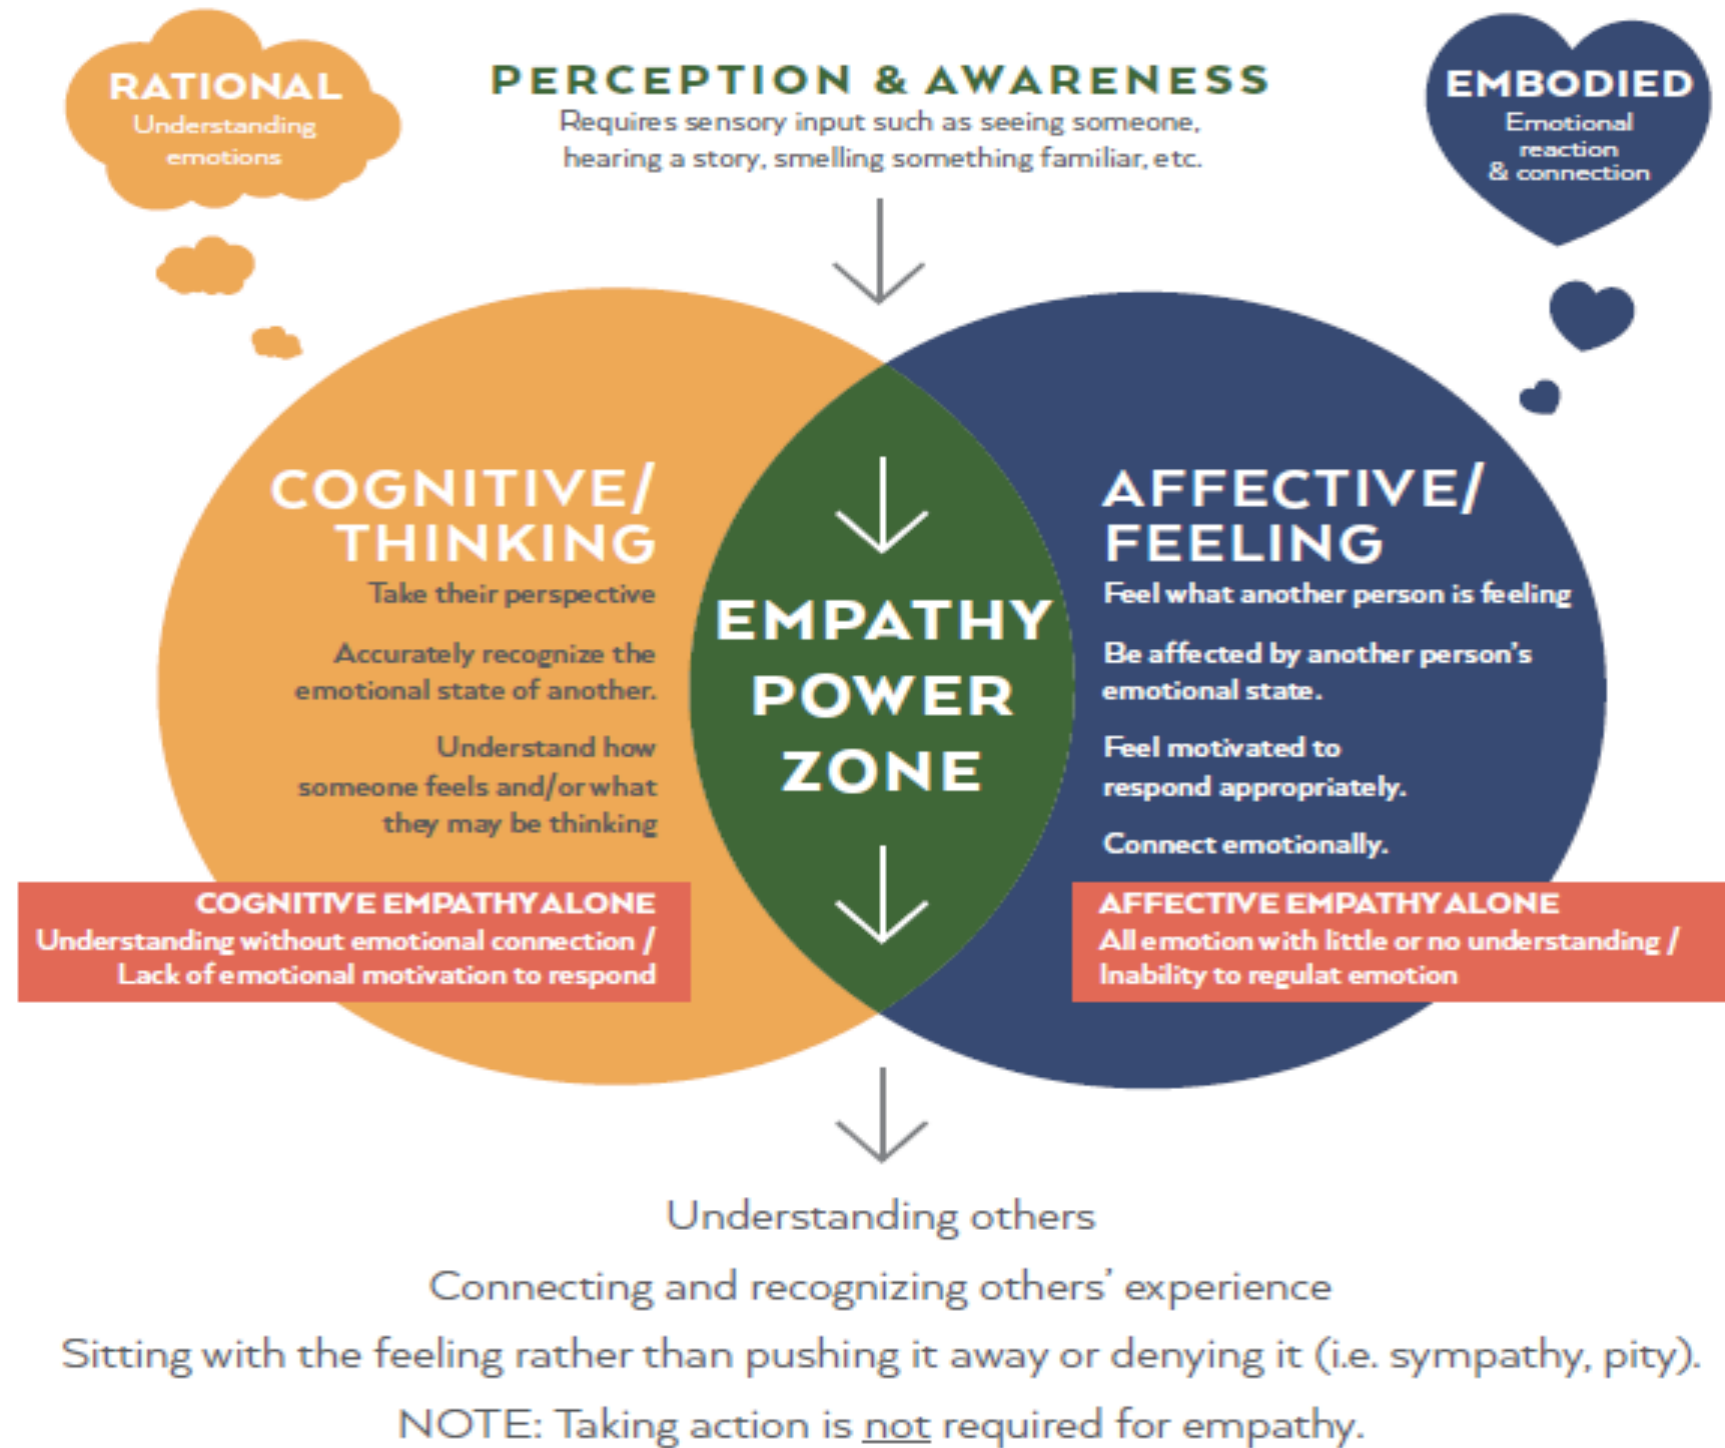 RATIONAL
Understanding
emotions
PERCEPTION & AWARENESS
Requires sensory input such as seeing someone,
hearing a story, smelling something familiar, etc.
EMBODIED
Emotional
reaction
& connection
COGNITIVE/
THINKING
Take their perspective
Accurately recognize the
emotional state of another.
Understand how
someone feels and/or what
they may be thinking
COGNITIVE EMPATHY ALONE
Understanding without emotional connection /
Lack of emotional motivation to respond
EMPATHY
POWER
ZONE
AFFECTIVE/
FEELING
Feel what another person is feeling
Be affected by another person's
emotional state.
Feel motivated to
respond appropriately.
Connect emotionally.
AFFECTIVE EMPATHY ALONE
All emotion with little or no understanding /
Inability to regulat emotion
Understanding others
Connecting and recognizing others' experience
Sitting with the feeling rather than pushing it away or denying it (i.e. sympathy, pity).
NOTE: Taking action is not required for empathy.